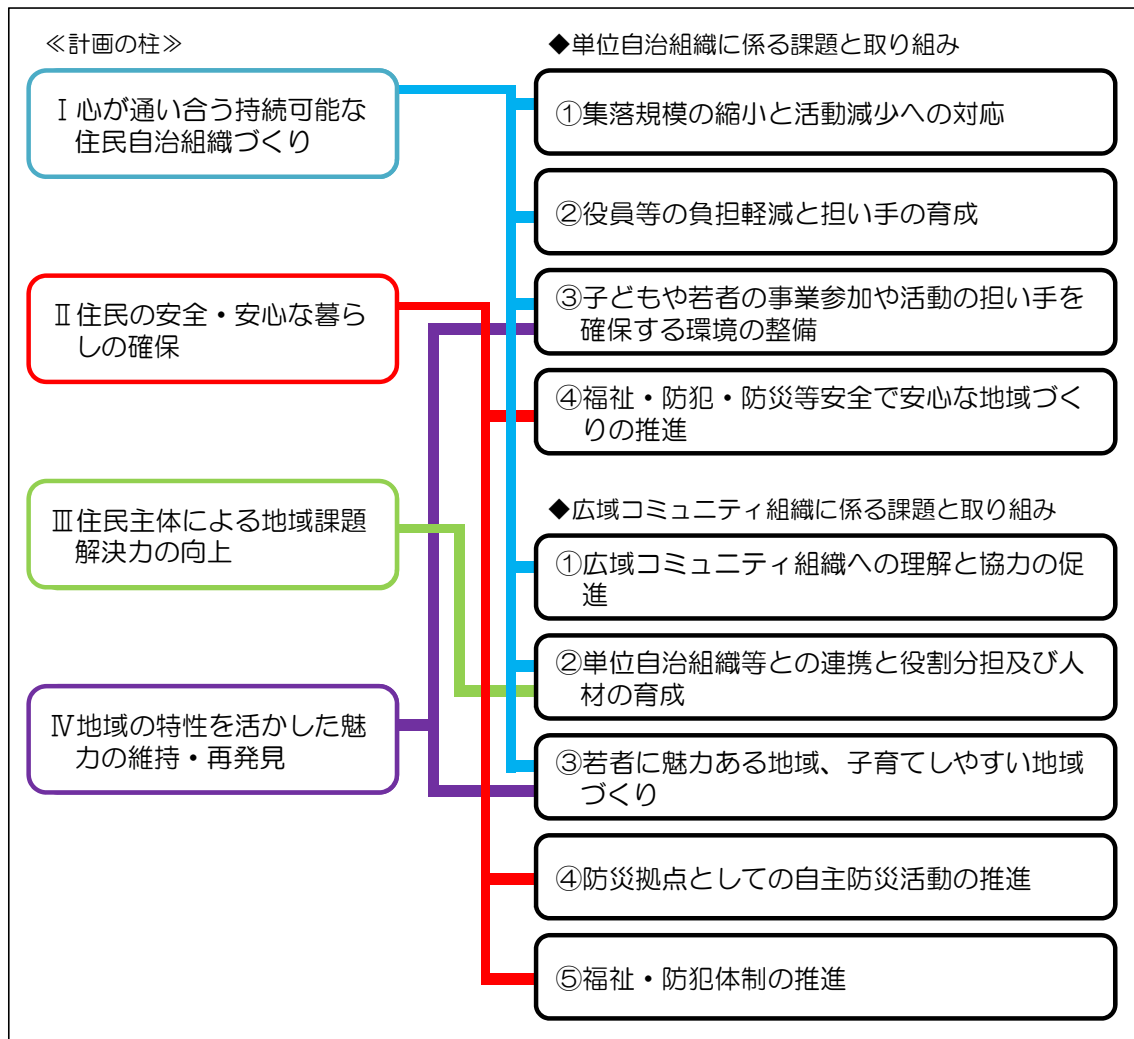 ≪計画の柱≫
Ⅰ心が通い合う持続可能な
住民自治組織づくり
Ⅱ住民の安全・安心な暮ら
しの確保
Ⅲ住民主体による地域課題
解決力の向上
Ⅳ地域の特性を活かした魅
力の維持・再発見
◆単位自治組織に係る課題と取り組み
①集落規模の縮小と活動減少への対応
②役員等の負担軽減と担い手の育成
③子どもや若者の事業参加や活動の担い手を
確保する環境の整備
④福祉・防犯・防災等安全で安心な地域づく
りの推進
◆広域コミュニティ組織に係る課題と取り組み
①広域コミュニティ組織への理解と協力の促
進
②単位自治組織等との連携と役割分担及び人
材の育成
③若者に魅力ある地域、子育てしやすい地域
づくり
④防災拠点としての自主防災活動の推進
⑤福祉・防犯体制の推進